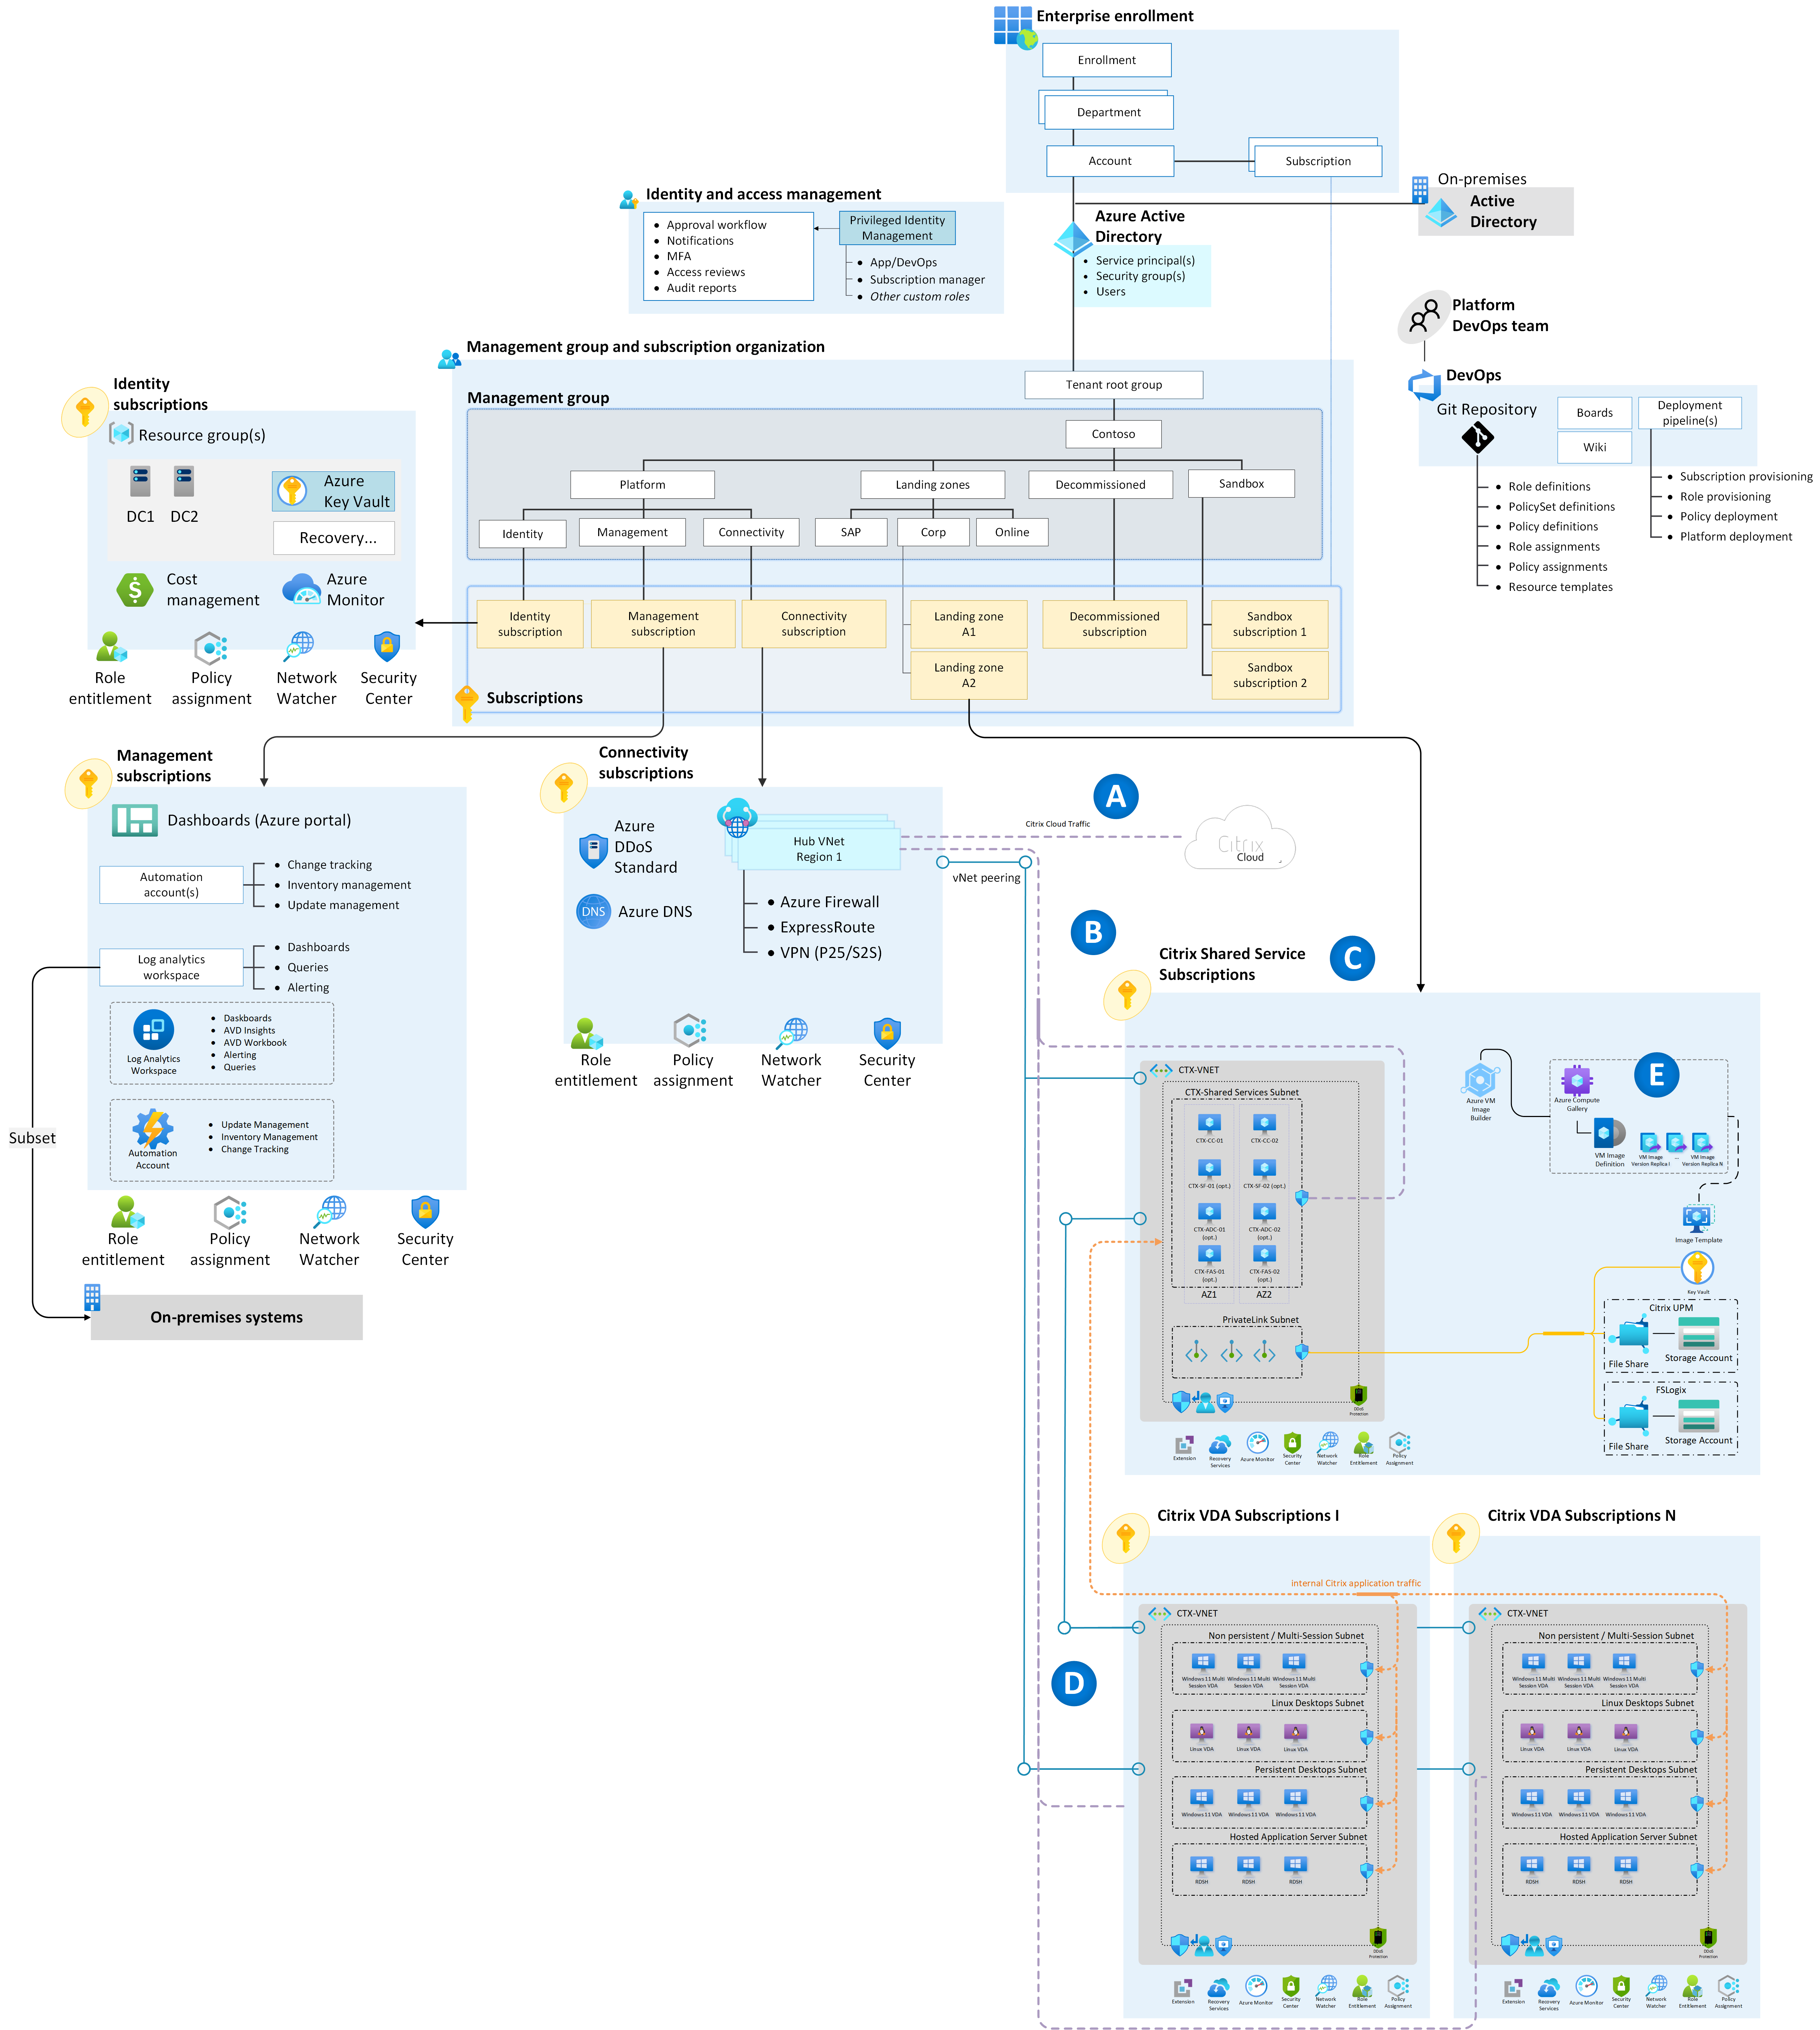 Enterprise enrollment
Enrollment
Department
Account
Subscription
On-premises
Active
Directory
Identity and access management
Approval workflow
Notifications
MFA
Access reviews
Audit reports
Privileged Identity
Management
App/DevOps
Subscription manager
Other custom roles
Azure Active
Directory
Service principal(s)
Security group(s)
Users
Platform
DevOps team
DevOps
Git Repository
Boards
Wiki
Deployment
pipeline(s)
Role definitions
PolicySet definitions
Policy definitions
Role assignments
Policy assignments
Resource templates
Subscription provisioning
Role provisioning
Policy deployment
Platform deployment
Management group and subscription organization
Tenant root group
Management group
Contoso
Platform
Landing zones
Decommissioned
Sandbox
Identity
Management
Connectivity
SAP
Corp
Online
Identity
subscription
Management
subscription
Connectivity
subscription
Landing zone
A1
Landing zone
A2
Decommissioned
subscription
Sandbox
subscription 1
Sandbox
subscription 2
Subscriptions
Identity
subscriptions
Resource group(s)
DC1
DC2
Azure
Key Vault
Recovery...
Cost
management
Azure
Monitor
Role
entitlement
Policy
assignment
Network
Watcher
Security
Center
Management
subscriptions
Dashboards (Azure portal)
Automation
account(s)
Change tracking
Inventory management
Update management
Log analytics
workspace
Dashboards
Queries
Alerting
Log Analytics
Workspace
Daskboards
AVD Insights
AVD Workbook
Alerting
Queries
Automation
Account
Update Management
Inventory Management
Change Tracking
Role
entitlement
Policy
assignment
Network
Watcher
Security
Center
Subset
On-premises systems
Connectivity
subscriptions
Azure
DDoS
Standard
DNS
Azure DNS
Hub VNet
Region 1
Azure Firewall
ExpressRoute
VPN (P25/S2S)
Role
entitlement
Policy
assignment
Network
Watcher
Security
Center
A
Citrix Cloud Traffic
Citrix
Cloud
vNet peering
B
Citrix Shared Service
Subscriptions
C
CTX-VNET
CTX-Shared Services Subnet
CTX-CC-01
CTX-CC-02
CTX-SF-01 (opt.)
CTX-SF-02 (opt.)
CTX-ADC-01
(opt.)
CTX-ADC-02
(opt.)
CTX-FAS-01
(opt.)
CTX-FAS-02
(opt.)
AZ1
AZ2
PrivateLink Subnet
DDoS
Protection
Extension
Recovery
Services
Azure Monitor
Security
Center
Network
Watcher
Role
Entitlement
Policy
Assignment
Azure VM
Image
Builder
Azure Compute
Gallery
E
VM Image
Definition
VM Image
Version Replica I
...
VM Image
Version Replica N
Image Template
Key Vault
Citrix UPM
File Share
Storage Account
FSLogix
File Share
Storage Account
Citrix VDA Subscriptions I
internal Citrix application traffic
CTX-VNET
Non persistent / Multi-Session Subnet
Windows 11 Multi
Session VDA
Windows 11 Multi
Session VDA
Windows 11 Multi
Session VDA
Linux Desktops Subnet
Linux VDA
Linux VDA
Linux VDA
Persistent Desktops Subnet
Windows 11 VDA
Windows 11 VDA
Windows 11 VDA
Hosted Application Server Subnet
RDSH
RDSH
RDSH
DDoS
Protection
Extension
Recovery
Services
Azure Monitor
Security
Center
Network
Watcher
Role
Entitlement
Policy
Assignment
D
Citrix VDA Subscriptions N
CTX-VNET
Non persistent / Multi-Session Subnet
Windows 11 Multi
Session VDA
Windows 11 Multi
Session VDA
Windows 11 Multi
Session VDA
Linux Desktops Subnet
Linux VDA
Linux VDA
Linux VDA
Persistent Desktops Subnet
Windows 11 VDA
Windows 11 VDA
Windows 11 VDA
Hosted Application Server Subnet
RDSH
RDSH
RDSH
DDoS
Protection
Extension
Recovery
Services
Azure Monitor
Security
Center
Network
Watcher
Role
Entitlement
Policy
Assignment